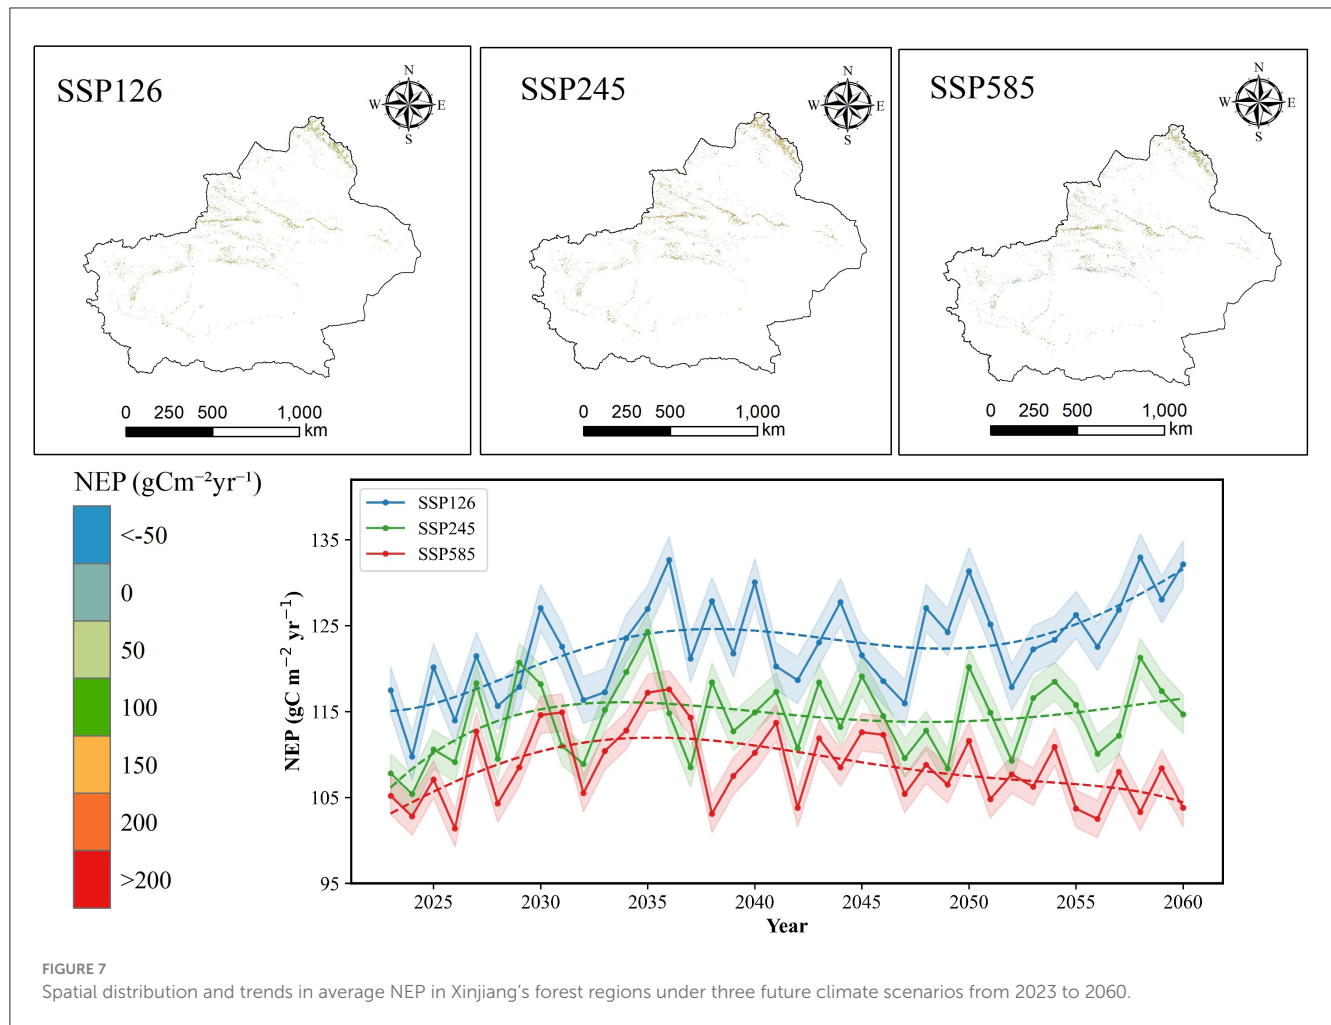 SSP126
N
W
E
S
0 250 500 1,000
km
SSP245
N
W
E
S
0 250 500 1,000
km
SSP585
N
W
E
S
0 250 500 1,000
km
NEP (gCm⁻²yr⁻¹)
<-50
0
50
100
150
200
>200
SSP126
SSP245
SSP585
NEP (gC m⁻² yr⁻¹)
135
125
115
105
95
2025 2030 2035 2040 2045 2050 2055 2060
Year
FIGURE 7
Spatial distribution and trends in average NEP in Xinjiang's forest regions under three future climate scenarios from 2023 to 2060.